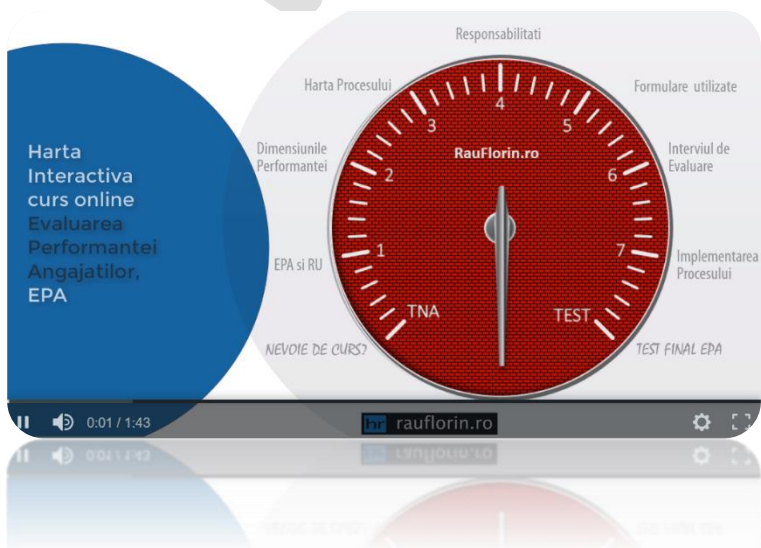 Harta
Interactiva
curs online
Evaluarea
Performantei
Angajatilor,
EPA
Responsabilitati
Harta Procesului
Formulare utilizate
Dimensiunile
Performantei
Interviul de
Evaluare
EPA si RU
Implementarea
Procesului
NEVOIE DE CURS?
TEST FINAL EPA
RauFlorin.ro
TNA
1
2
3
4
5
6
7
TEST
0:01 / 1:43
hr rauflorin.ro